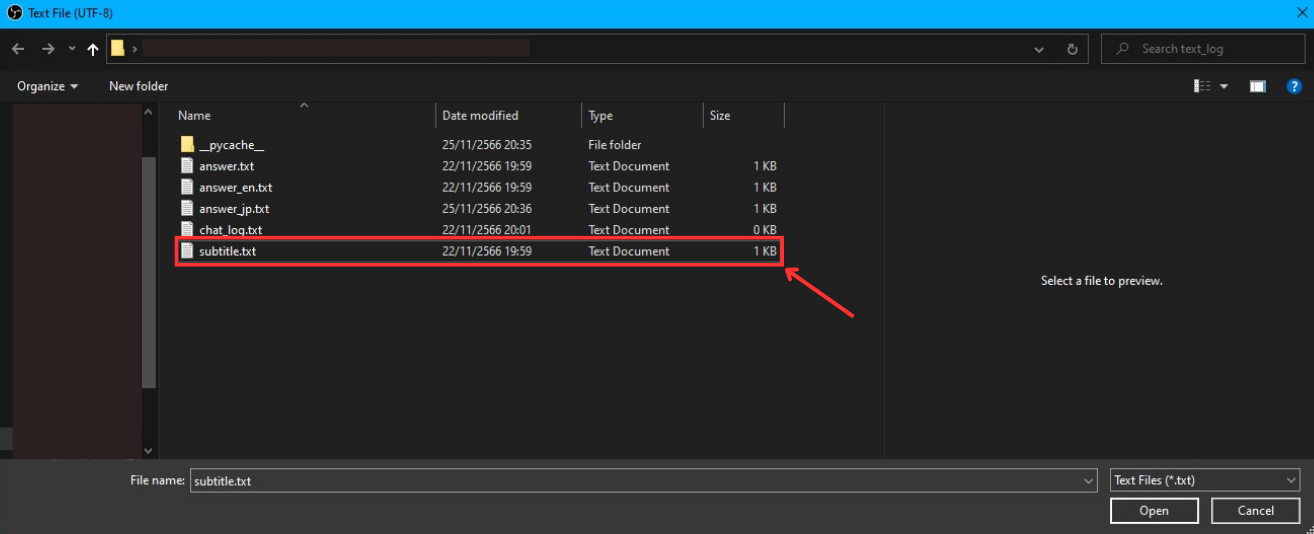 Text File (UTF-8)
Search text_log
Organize
New folder
Name Date modified Type Size
__pycache__ 25/11/2566 20:35 File folder
answer.txt 22/11/2566 19:59 Text Document 1 KB
answer_en.txt 22/11/2566 19:59 Text Document 1 KB
answer_jp.txt 25/11/2566 20:36 Text Document 1 KB
chat_log.txt 22/11/2566 20:01 Text Document 0 KB
subtitle.txt 22/11/2566 19:59 Text Document 1 KB
Select a file to preview.
File name: subtitle.txt Text Files (*.txt)
Open Cancel